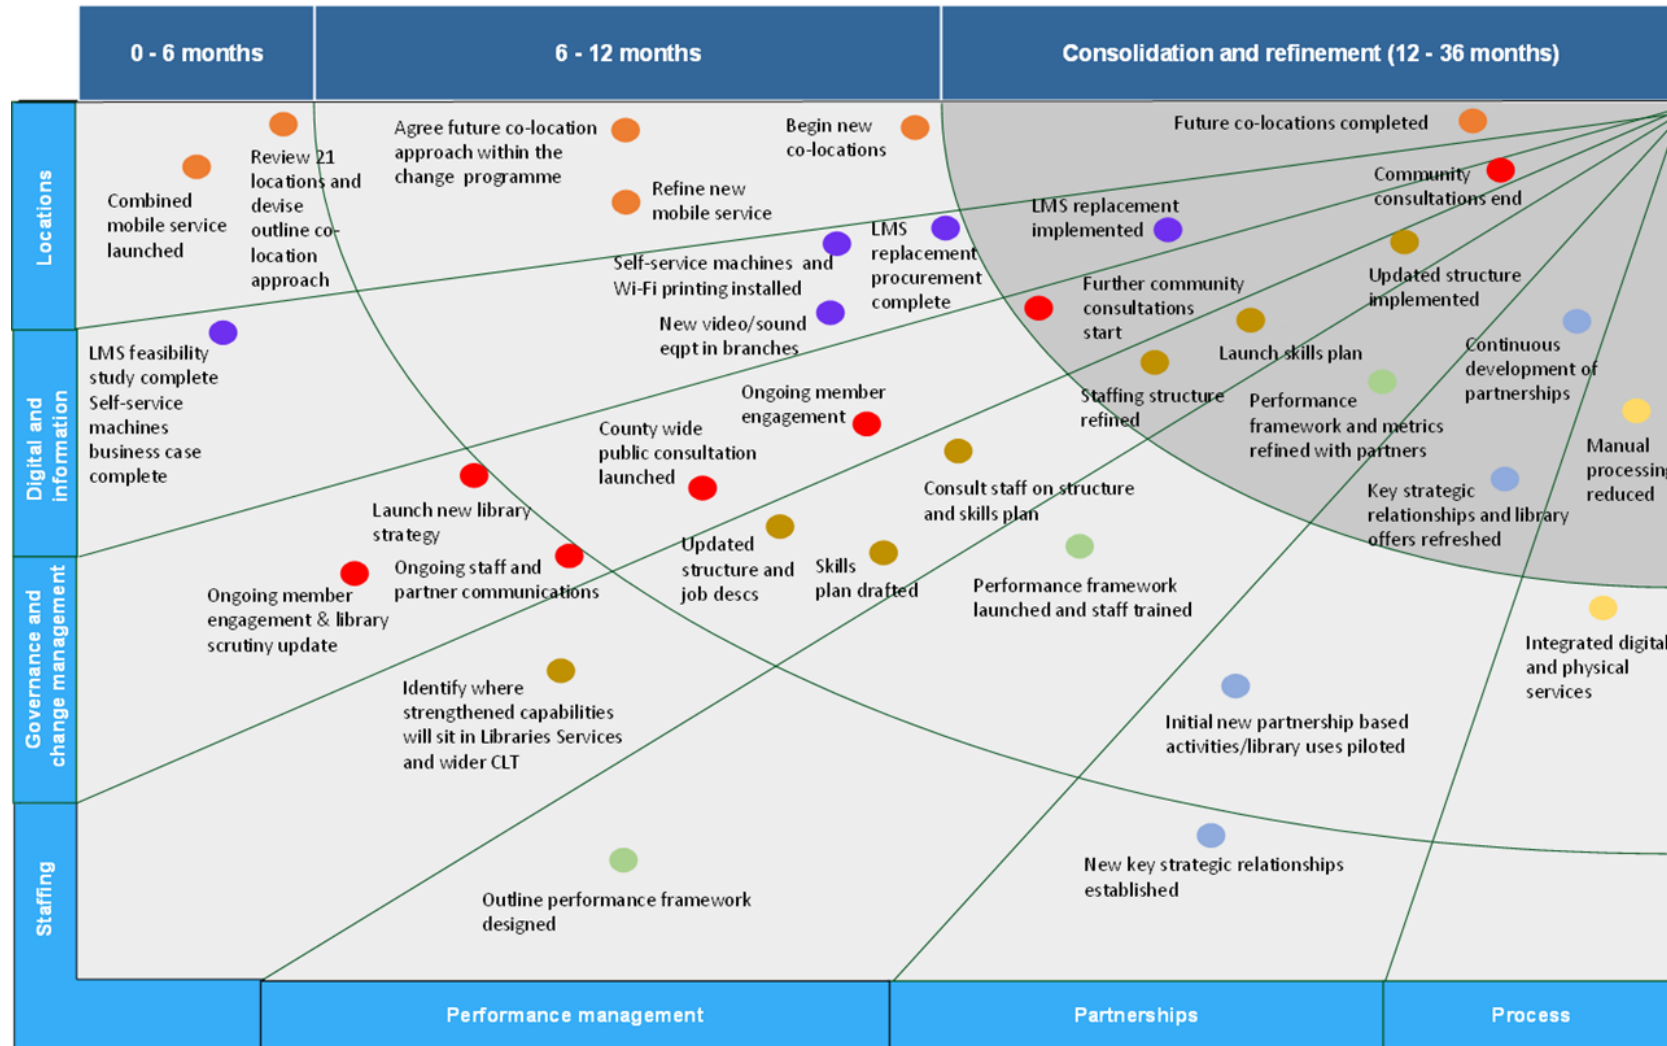 0 - 6 months
6 - 12 months
Consolidation and refinement (12 - 36 months)
Locations
Combined
mobile service
launched
Review 21
locations and
devise
outline co-
location
approach
Agree future co-location
approach within the
change programme
Refine new
mobile service
Begin new
co-locations
Future co-locations completed
Digital and
information
LMS feasibility
study complete
Self-service
machines
business case
complete
Self-service machines and
Wi-Fi printing installed
New video/sound
eqpt in branches
LMS
replacement
procurement
complete
LMS replacement
implemented
Governance and
change management
Ongoing member
engagement & library
scrutiny update
Launch new library
strategy
Ongoing staff and
partner communications
County wide
public consultation
launched
Ongoing member
engagement
Further community
consultations
start
Community
consultations end
Staffing
Identify where
strengthened capabilities
will sit in Libraries Services
and wider CLT
Updated
structure and
job descs
Skills
plan drafted
Consult staff on structure
and skills plan
Staffing structure
refined
Launch skills plan
Updated structure
implemented
Performance management
Outline performance framework
designed
Performance framework
launched and staff trained
Performance
framework and metrics
refined with partners
Partnerships
New key strategic relationships
established
Initial new partnership based
activities/library uses piloted
Key strategic
relationships and library
offers refreshed
Continuous
development of
partnerships
Process
Integrated digital
and physical
services
Manual
processing
reduced